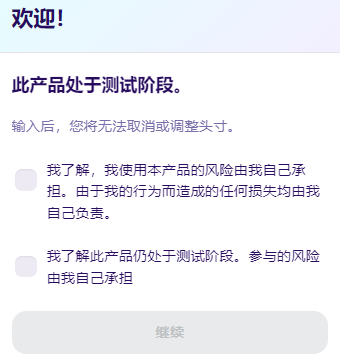 欢迎！
此产品处于测试阶段。
输入后，您将无法取消或调整头寸。
我了解，我使用本产品的风险由我自己承
担。由于我的行为而造成的任何损失均由我
自己负责。
我了解此产品仍处于测试阶段。参与的风险
由我自己承担
继续